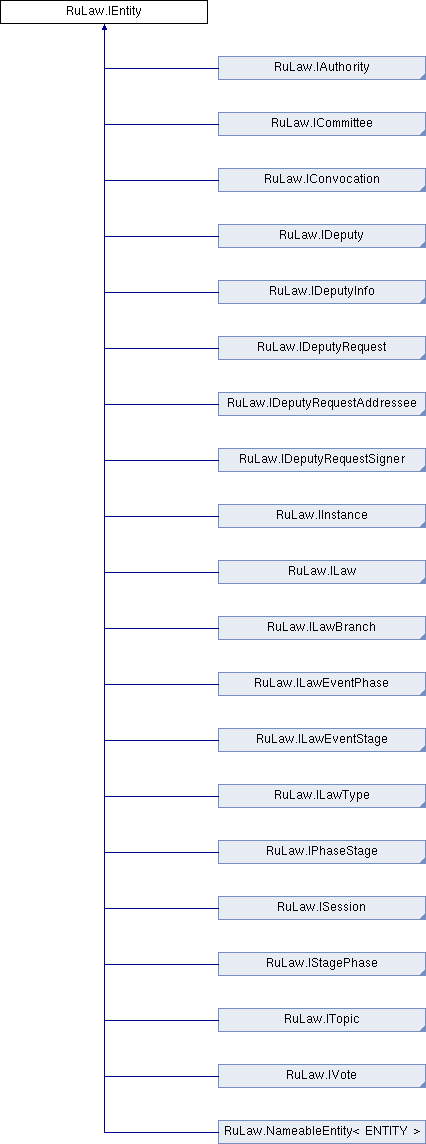 RuLaw.IEntity
RuLaw.IAuthority
RuLaw.ICommittee
RuLaw.IConvocation
RuLaw.IDeputy
RuLaw.IDeputyInfo
RuLaw.IDeputyRequest
RuLaw.IDeputyRequestAddressee
RuLaw.IDeputyRequestSigner
RuLaw.IInstance
RuLaw.ILaw
RuLaw.ILawBranch
RuLaw.ILawEventPhase
RuLaw.ILawEventStage
RuLaw.ILawType
RuLaw.IPhaseStage
RuLaw.ISession
RuLaw.IStagePhase
RuLaw.ITopic
RuLaw.IVote
RuLaw.NameableEntity< ENTITY >